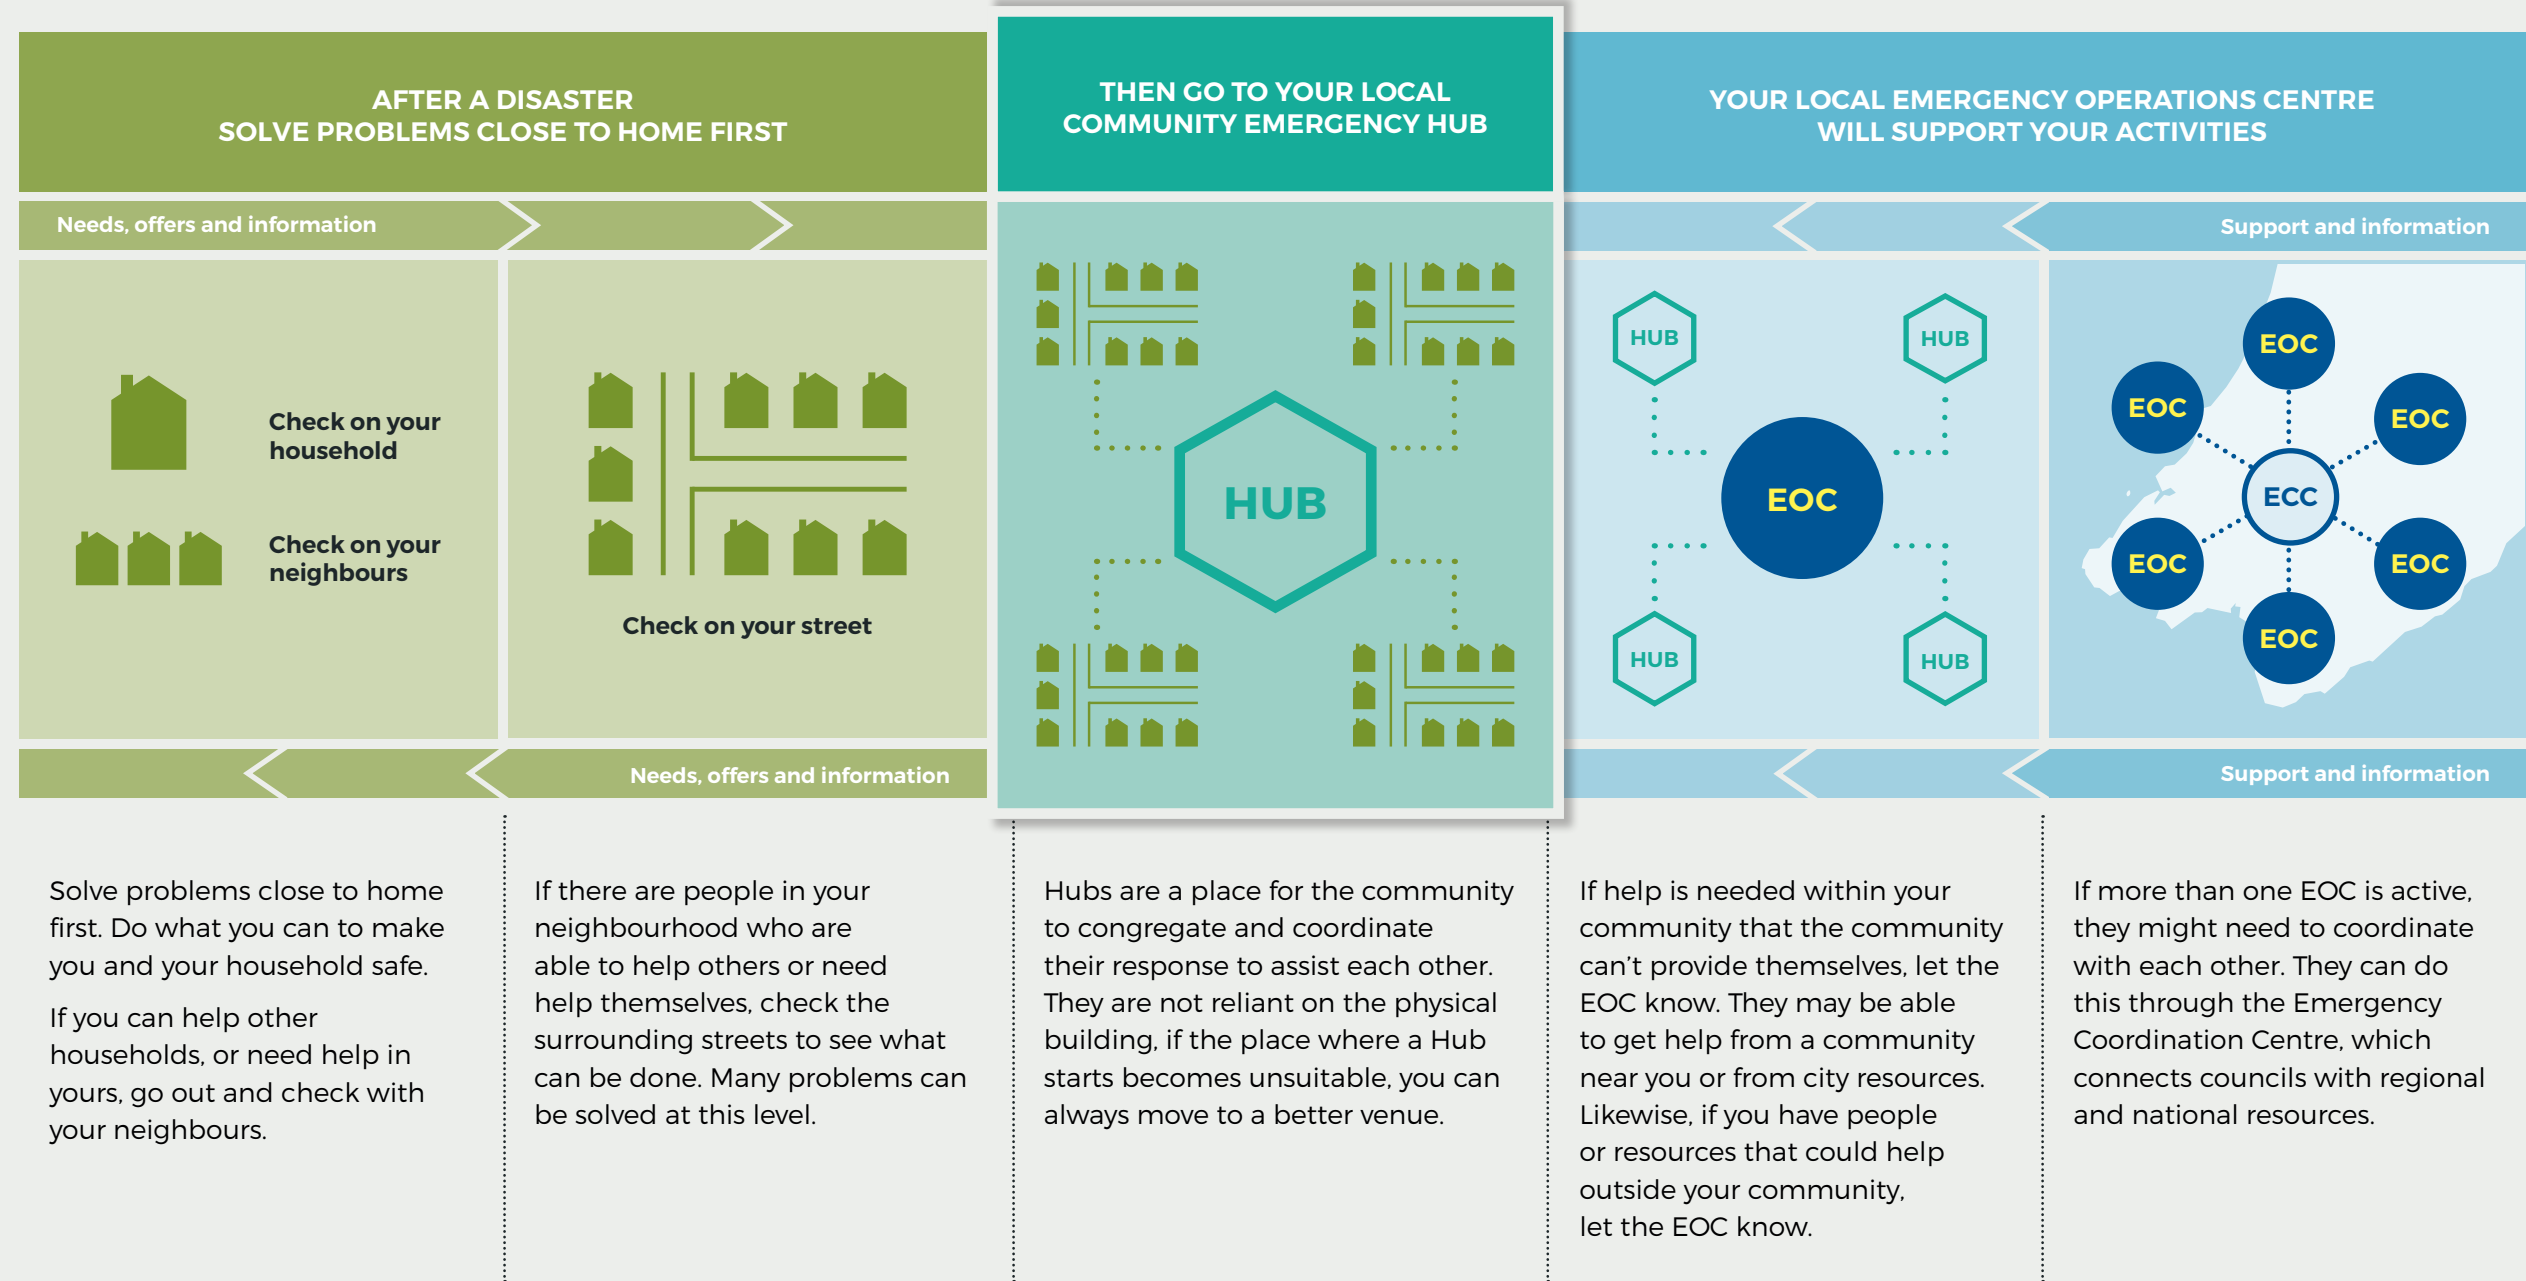 AFTER A DISASTER
SOLVE PROBLEMS CLOSE TO HOME FIRST
THEN GO TO YOUR LOCAL
COMMUNITY EMERGENCY HUB
YOUR LOCAL EMERGENCY OPERATIONS CENTRE
WILL SUPPORT YOUR ACTIVITIES
Needs, offers and information
Support and information
Check on your
household
Check on your
neighbours
Check on your street
HUB
HUB
HUB
EOC
HUB
HUB
EOC
EOC
EOC
ECC
EOC
EOC
EOC
Needs, offers and information
Support and information
Solve problems close to home
first. Do what you can to make
you and your household safe.
If you can help other
households, or need help in
yours, go out and check with
your neighbours.
If there are people in your
neighbourhood who are
able to help others or need
help themselves, check the
surrounding streets to see what
can be done. Many problems can
be solved at this level.
Hubs are a place for the community
to congregate and coordinate
their response to assist each other.
They are not reliant on the physical
building, if the place where a Hub
starts becomes unsuitable, you can
always move to a better venue.
If help is needed within your
community that the community
can't provide themselves, let the
EOC know. They may be able
to get help from a community
near you or from city resources.
Likewise, if you have people
or resources that could help
outside your community,
let the EOC know.
If more than one EOC is active,
they might need to coordinate
with each other. They can do
this through the Emergency
Coordination Centre, which
connects councils with regional
and national resources.